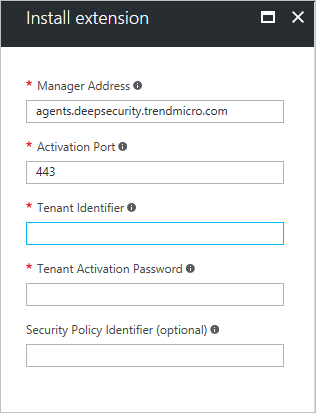 Install extension
* Manager Address
agents.deepsecurity.trendmicro.com
* Activation Port
443
* Tenant Identifier
* Tenant Activation Password
Security Policy Identifier (optional)